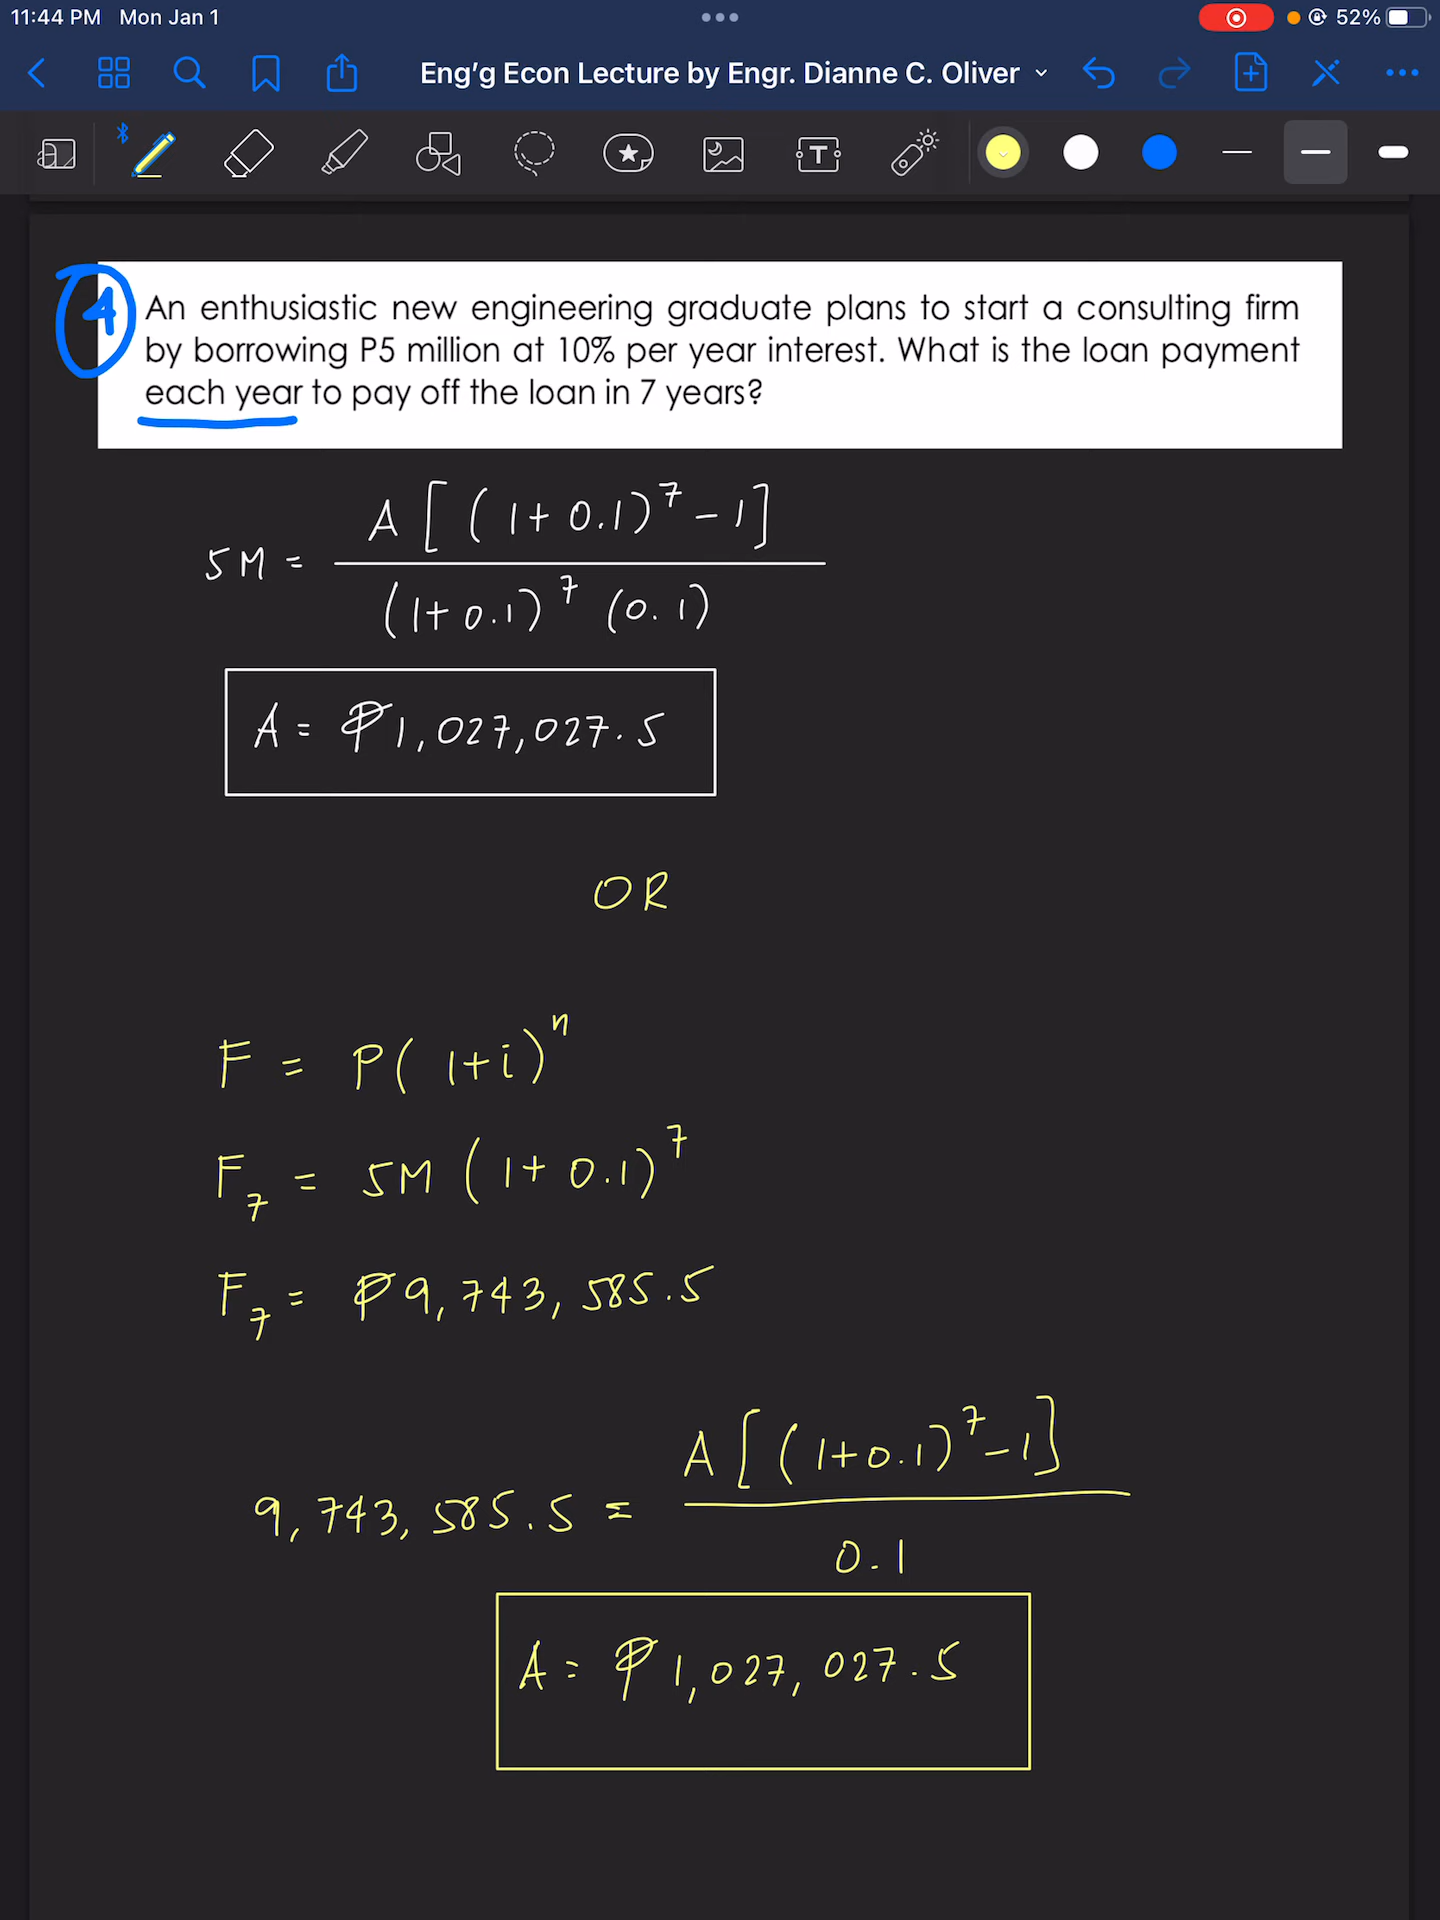 11:44 PM Mon Jan 1
52%
Eng'g Econ Lecture by Engr. Dianne C. Oliver
4
An enthusiastic new engineering graduate plans to start a consulting firm
by borrowing P5 million at 10% per year interest. What is the loan payment
each year to pay off the loan in 7 years?
5M = A[(1+0.1)⁷-1] / (1+0.1)⁷(0.1)
A = ₱1,027,027.5
OR
F = P(1+i)ⁿ
F₇ = 5M(1+0.1)⁷
F₇ = ₱9,743,585.5
9,743,585.5 = A[(1+0.1)⁷-1] / 0.1
A = ₱1,027,027.5